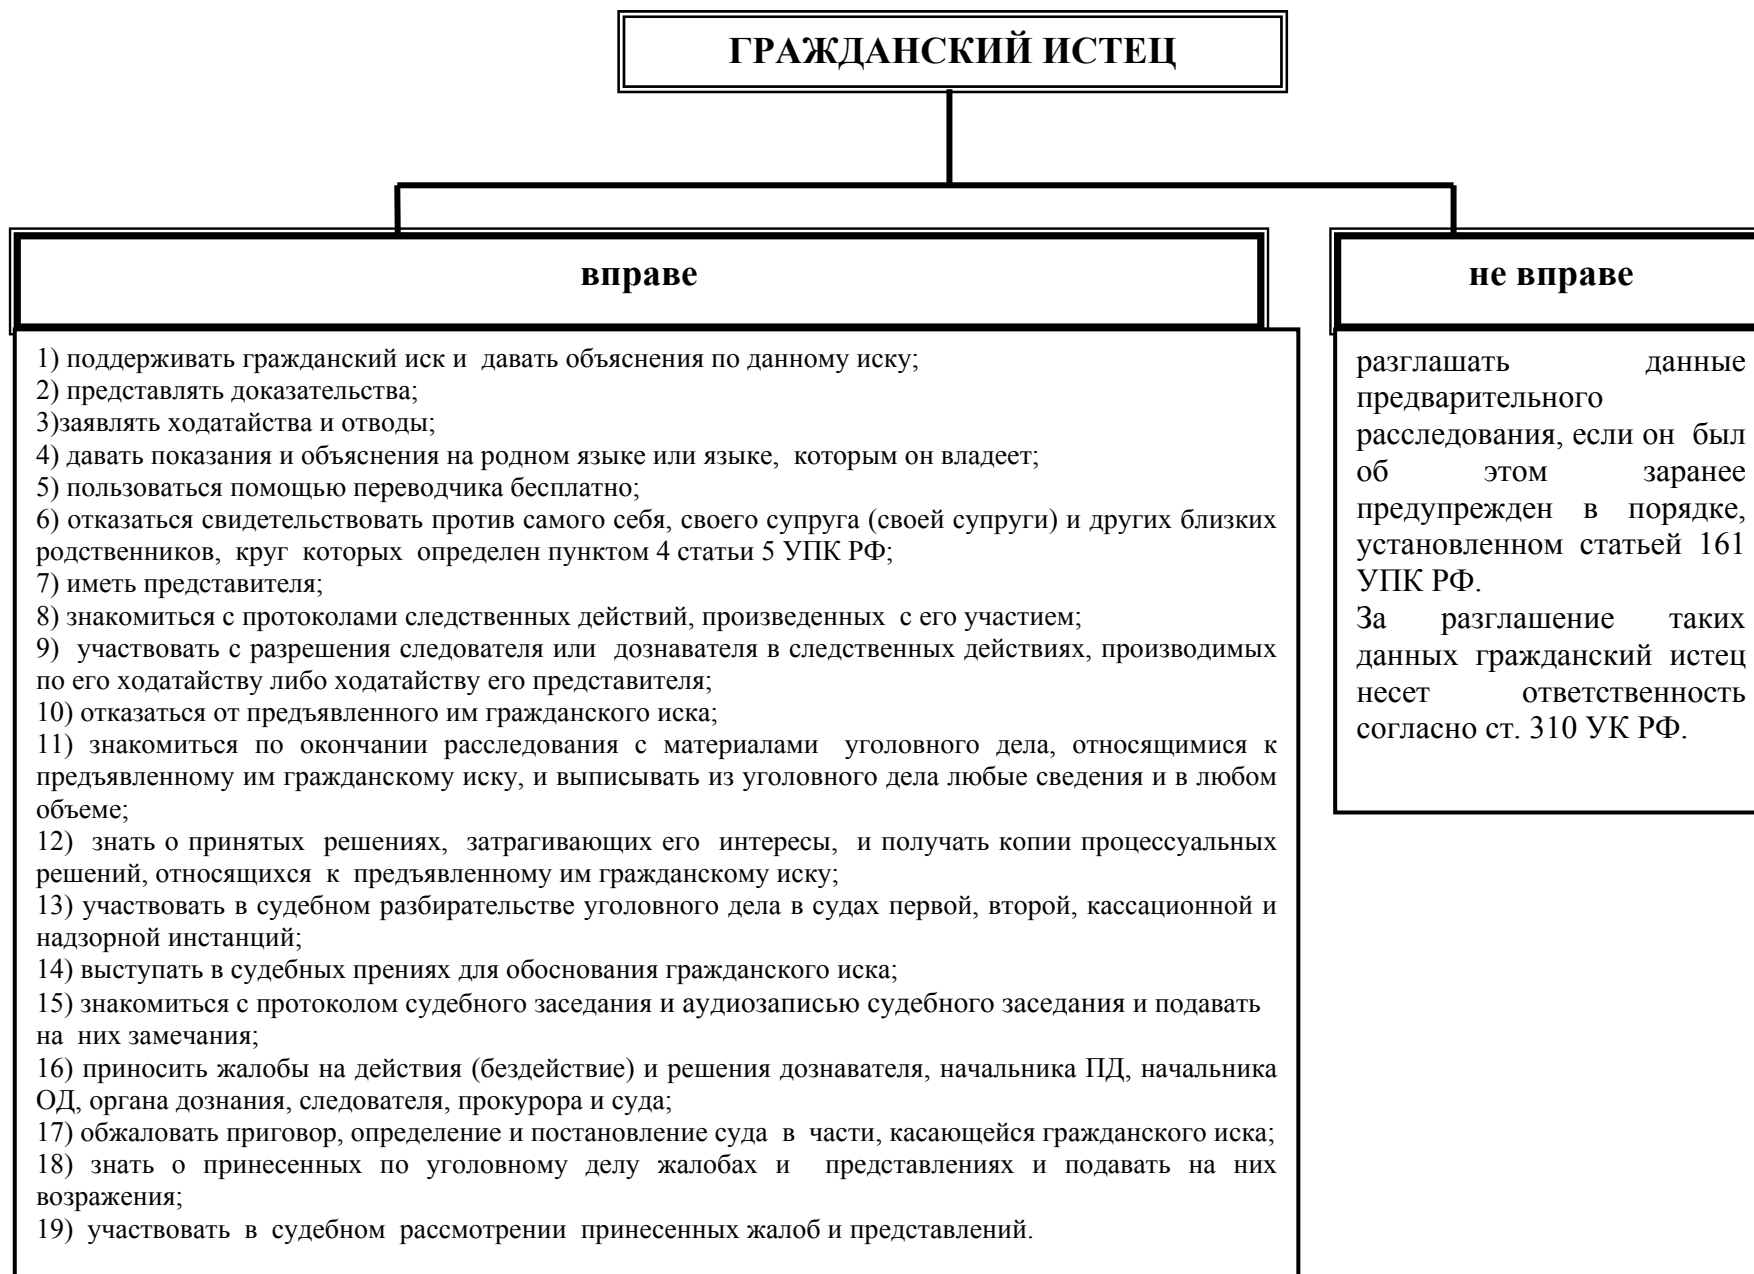 ГРАЖДАНСКИЙ ИСТЕЦ
вправе
1) поддерживать гражданский иск и давать объяснения по данному иску;
2) представлять доказательства;
3)заявлять ходатайства и отводы;
4) давать показания и объяснения на родном языке или языке, которым он владеет;
5) пользоваться помощью переводчика бесплатно;
6) отказаться свидетельствовать против самого себя, своего супруга (своей супруги) и других близких
родственников, круг которых определен пунктом 4 статьи 5 УПК РФ;
7) иметь представителя;
8) знакомиться с протоколами следственных действий, произведенных с его участием;
9) участвовать с разрешения следователя или дознавателя в следственных действиях, производимых
по его ходатайству либо ходатайству его представителя;
10) отказаться от предъявленного им гражданского иска;
11) знакомиться по окончании расследования с материалами уголовного дела, относящимися к
предъявленному им гражданскому иску, и выписывать из уголовного дела любые сведения и в любом
объеме;
12) знать о принятых решениях, затрагивающих его интересы, и получать копии процессуальных
решений, относящихся к предъявленному им гражданскому иску;
13) участвовать в судебном разбирательстве уголовного дела в судах первой, второй, кассационной и
надзорной инстанций;
14) выступать в судебных прениях для обоснования гражданского иска;
15) знакомиться с протоколом судебного заседания и аудиозаписью судебного заседания и подавать
на них замечания;
16) приносить жалобы на действия (бездействие) и решения дознавателя, начальника ПД, начальника
ОД, органа дознания, следователя, прокурора и суда;
17) обжаловать приговор, определение и постановление суда в части, касающейся гражданского иска;
18) знать о принесенных по уголовному делу жалобах и представлениях и подавать на них
возражения;
19) участвовать в судебном рассмотрении принесенных жалоб и представлений.
не вправе
разглашать данные
предварительного
расследования, если он был
об этом заранее
предупрежден в порядке,
установленном статьей 161
УПК РФ.
За разглашение таких
данных гражданский истец
несет ответственность
согласно ст. 310 УК РФ.